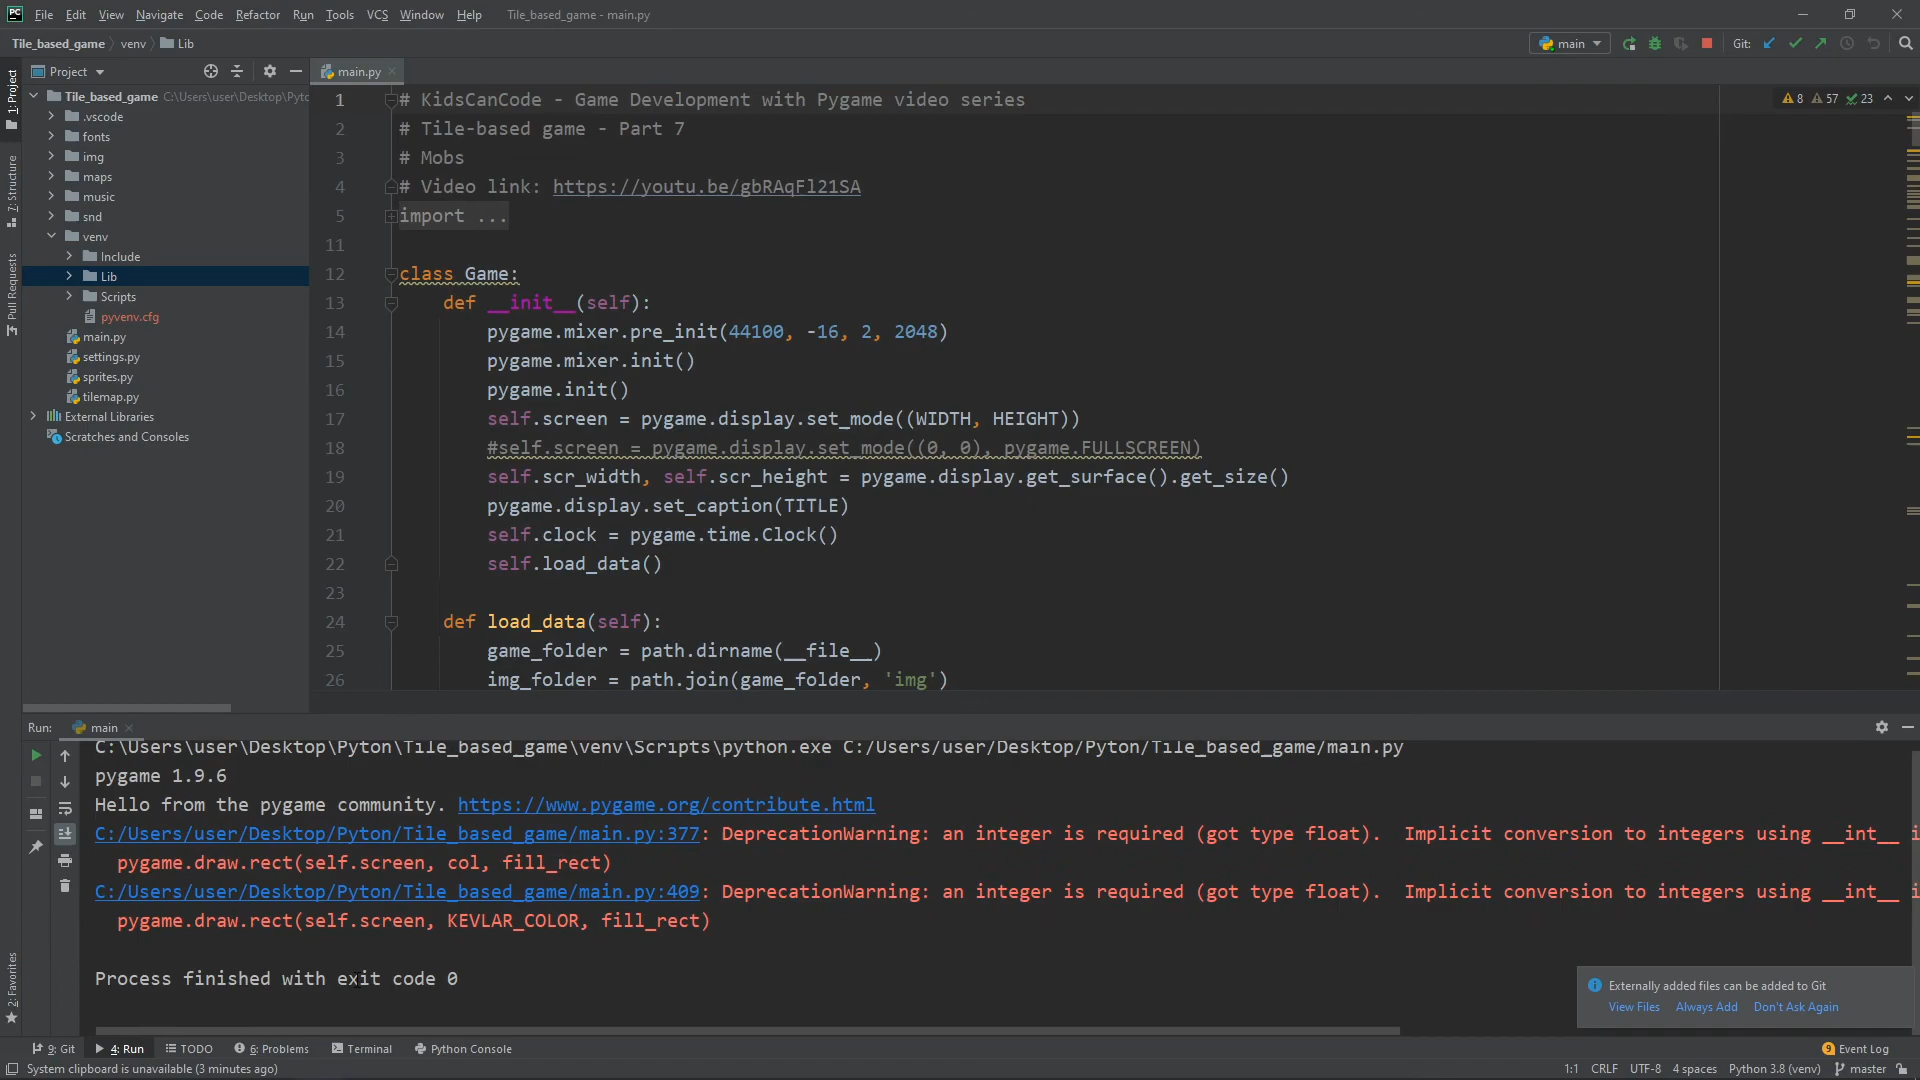 PC File Edit View Navigate Code Refactor Run Tools VCS Window Help Tile_based_game - main.py
Tile_based_game venv Lib main Git:
Project main.py
1: Project
7: Structure
Pull Requests
2: Favorites
Tile_based_game C:\Users\user\Desktop\Pytc
.vscode
fonts
img
maps
music
snd
venv
Include
Lib
Scripts
pyvenv.cfg
main.py
settings.py
sprites.py
tilemap.py
External Libraries
Scratches and Consoles
8 57 23
1 # KidsCanCode - Game Development with Pygame video series
2 # Tile-based game - Part 7
3 # Mobs
4 # Video link: https://youtu.be/gbRAqFl21SA
5 import ...
11
12 class Game:
13 def __init__(self):
14 pygame.mixer.pre_init(44100, -16, 2, 2048)
15 pygame.mixer.init()
16 pygame.init()
17 self.screen = pygame.display.set_mode((WIDTH, HEIGHT))
18 #self.screen = pygame.display.set_mode((0, 0), pygame.FULLSCREEN)
19 self.scr_width, self.scr_height = pygame.display.get_surface().get_size()
20 pygame.display.set_caption(TITLE)
21 self.clock = pygame.time.Clock()
22 self.load_data()
23
24 def load_data(self):
25 game_folder = path.dirname(__file__)
26 img_folder = path.join(game_folder, 'img')
Run: main
C:\Users\user\Desktop\Pyton\Tile_based_game\venv\Scripts\python.exe C:/Users/user/Desktop/Pyton/Tile_based_game/main.py
pygame 1.9.6
Hello from the pygame community. https://www.pygame.org/contribute.html
C:/Users/user/Desktop/Pyton/Tile_based_game/main.py:377: DeprecationWarning: an integer is required (got type float).  Implicit conversion to integers using __int__ i
pygame.draw.rect(self.screen, col, fill_rect)
C:/Users/user/Desktop/Pyton/Tile_based_game/main.py:409: DeprecationWarning: an integer is required (got type float).  Implicit conversion to integers using __int__ i
pygame.draw.rect(self.screen, KEVLAR_COLOR, fill_rect)
Process finished with exit code 0
Externally added files can be added to Git
View Files Always Add Don't Ask Again
9: Git 4: Run TODO 6: Problems Terminal Python Console 9 Event Log
System clipboard is unavailable (3 minutes ago) 1:1 CRLF UTF-8 4 spaces Python 3.8 (venv) master